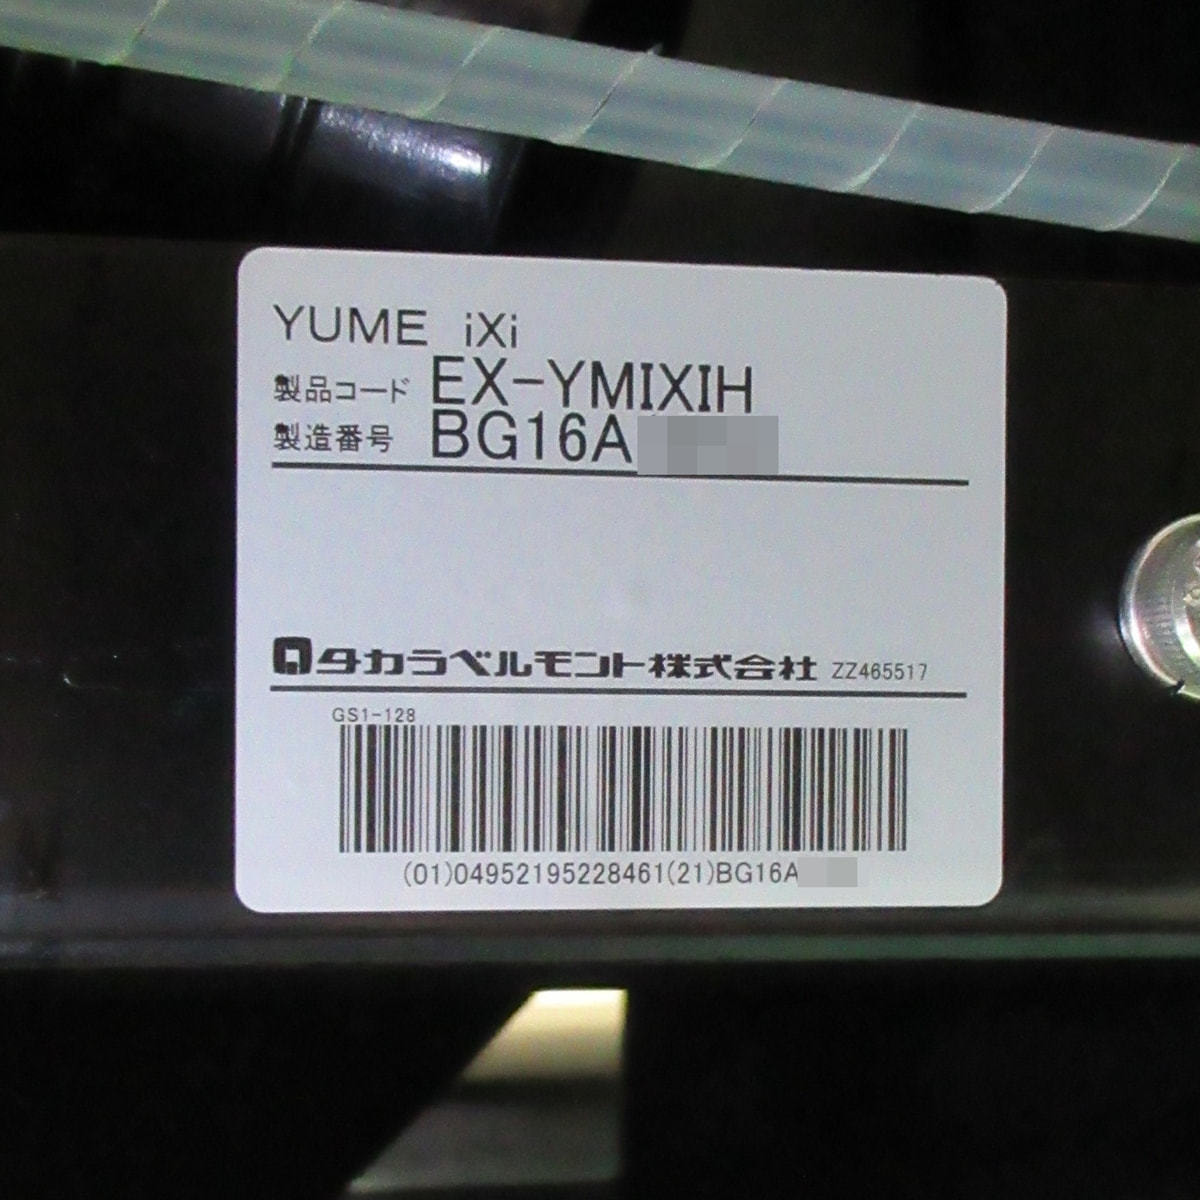 YUME iXi
製品コード EX-YMIXIH
製造番号 BG16A
タカラベルモント株式会社 ZZ465517
GS1-128
(01)04952195228461(21)BG16A